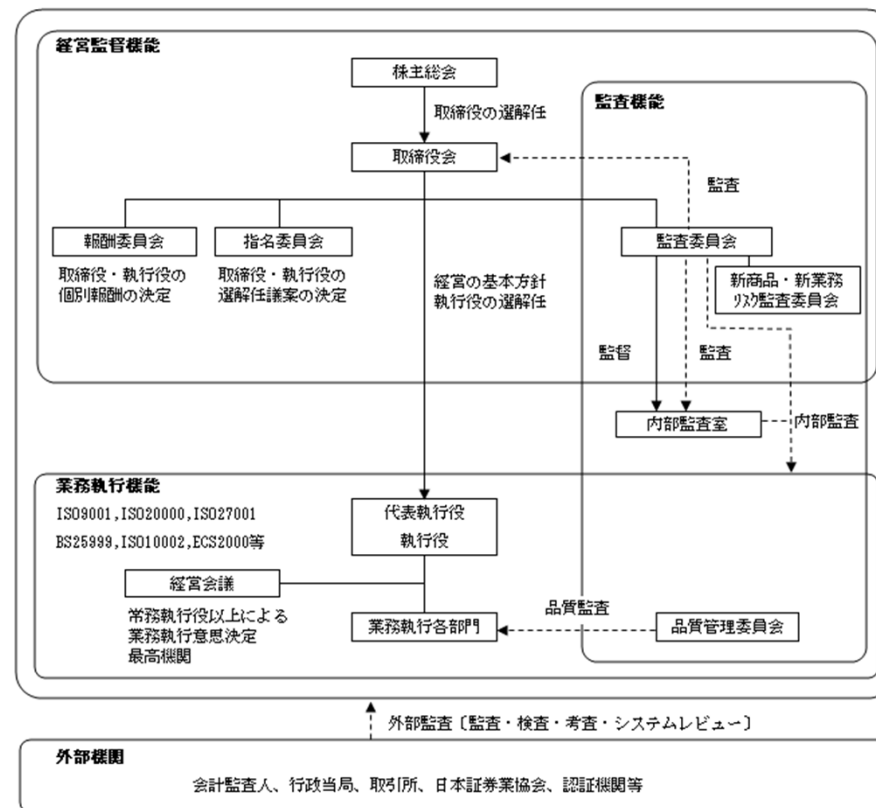 経営監督機能
株主総会
取締役の選解任
監査機能
取締役会
監査
報酬委員会
指名委員会
監査委員会
取締役・執行役の
個別報酬の決定
取締役・執行役の
選解任議案の決定
経営の基本方針
執行役の選解任
新商品・新業務
ﾘｽｸ監査委員会
監督
監査
内部監査室
内部監査
業務執行機能
ISO9001,ISO20000,ISO27001
BS25999,ISO10002,ECS2000等
代表執行役
執行役
経営会議
常務執行役以上による
業務執行意思決定
最高機関
業務執行各部門
品質監査
品質管理委員会
外部監査〔監査・検査・考査・システムレビュー〕
外部機関
会計監査人、行政当局、取引所、日本証券業協会、認証機関等